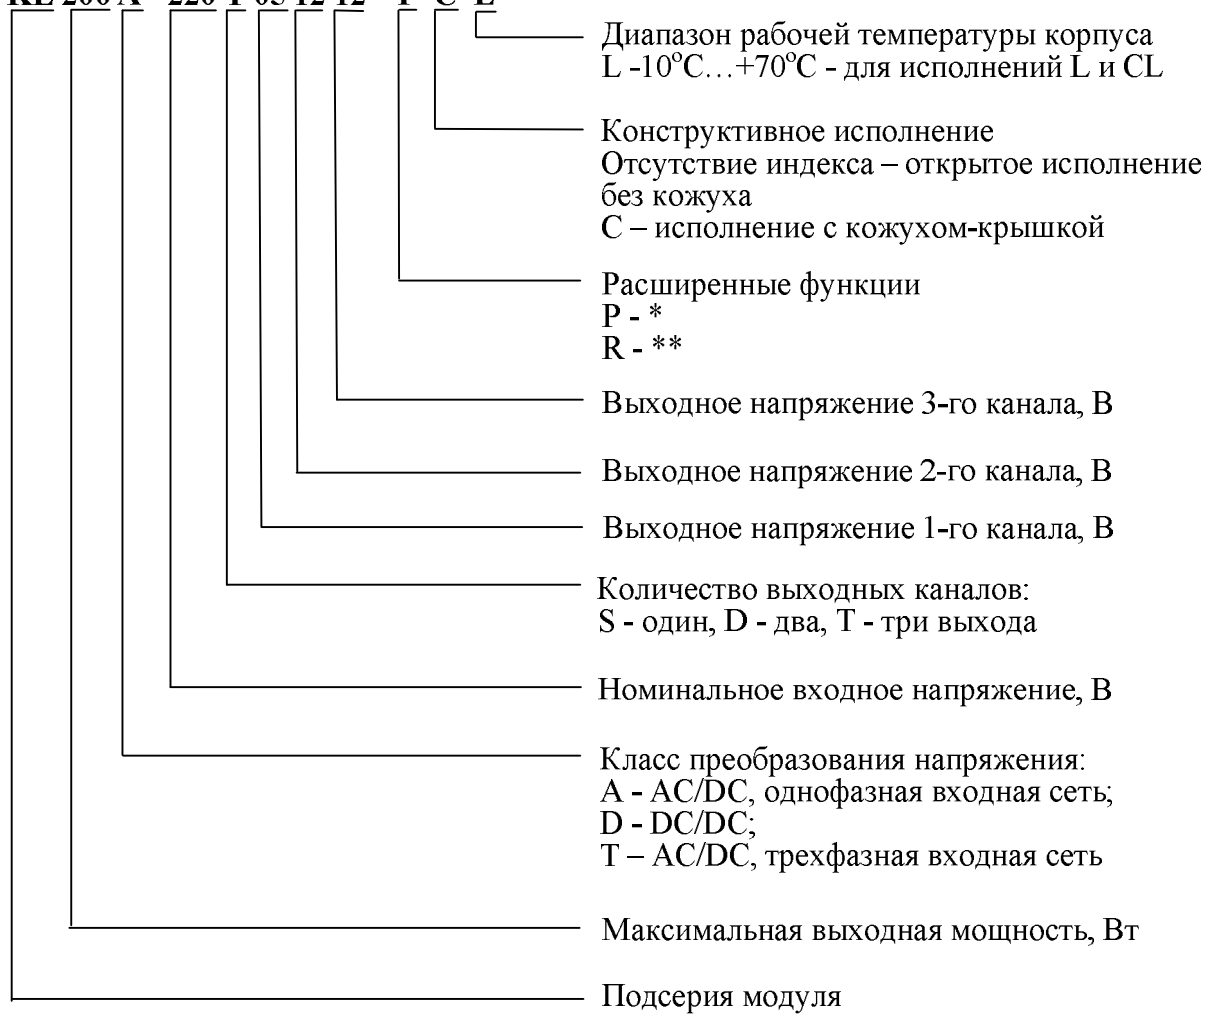 Диапазон рабочей температуры корпуса
L -10°C…+70°C - для исполнений L и CL
Конструктивное исполнение
Отсутствие индекса – открытое исполнение
без кожуха
С – исполнение с кожухом-крышкой
Расширенные функции
P - *
R - **
Выходное напряжение 3-го канала, В
Выходное напряжение 2-го канала, В
Выходное напряжение 1-го канала, В
Количество выходных каналов:
S - один, D - два, T - три выхода
Номинальное входное напряжение, В
Класс преобразования напряжения:
A - AC/DC, однофазная входная сеть;
D - DC/DC;
T – AC/DC, трехфазная входная сеть
Максимальная выходная мощность, Вт
Подсерия модуля